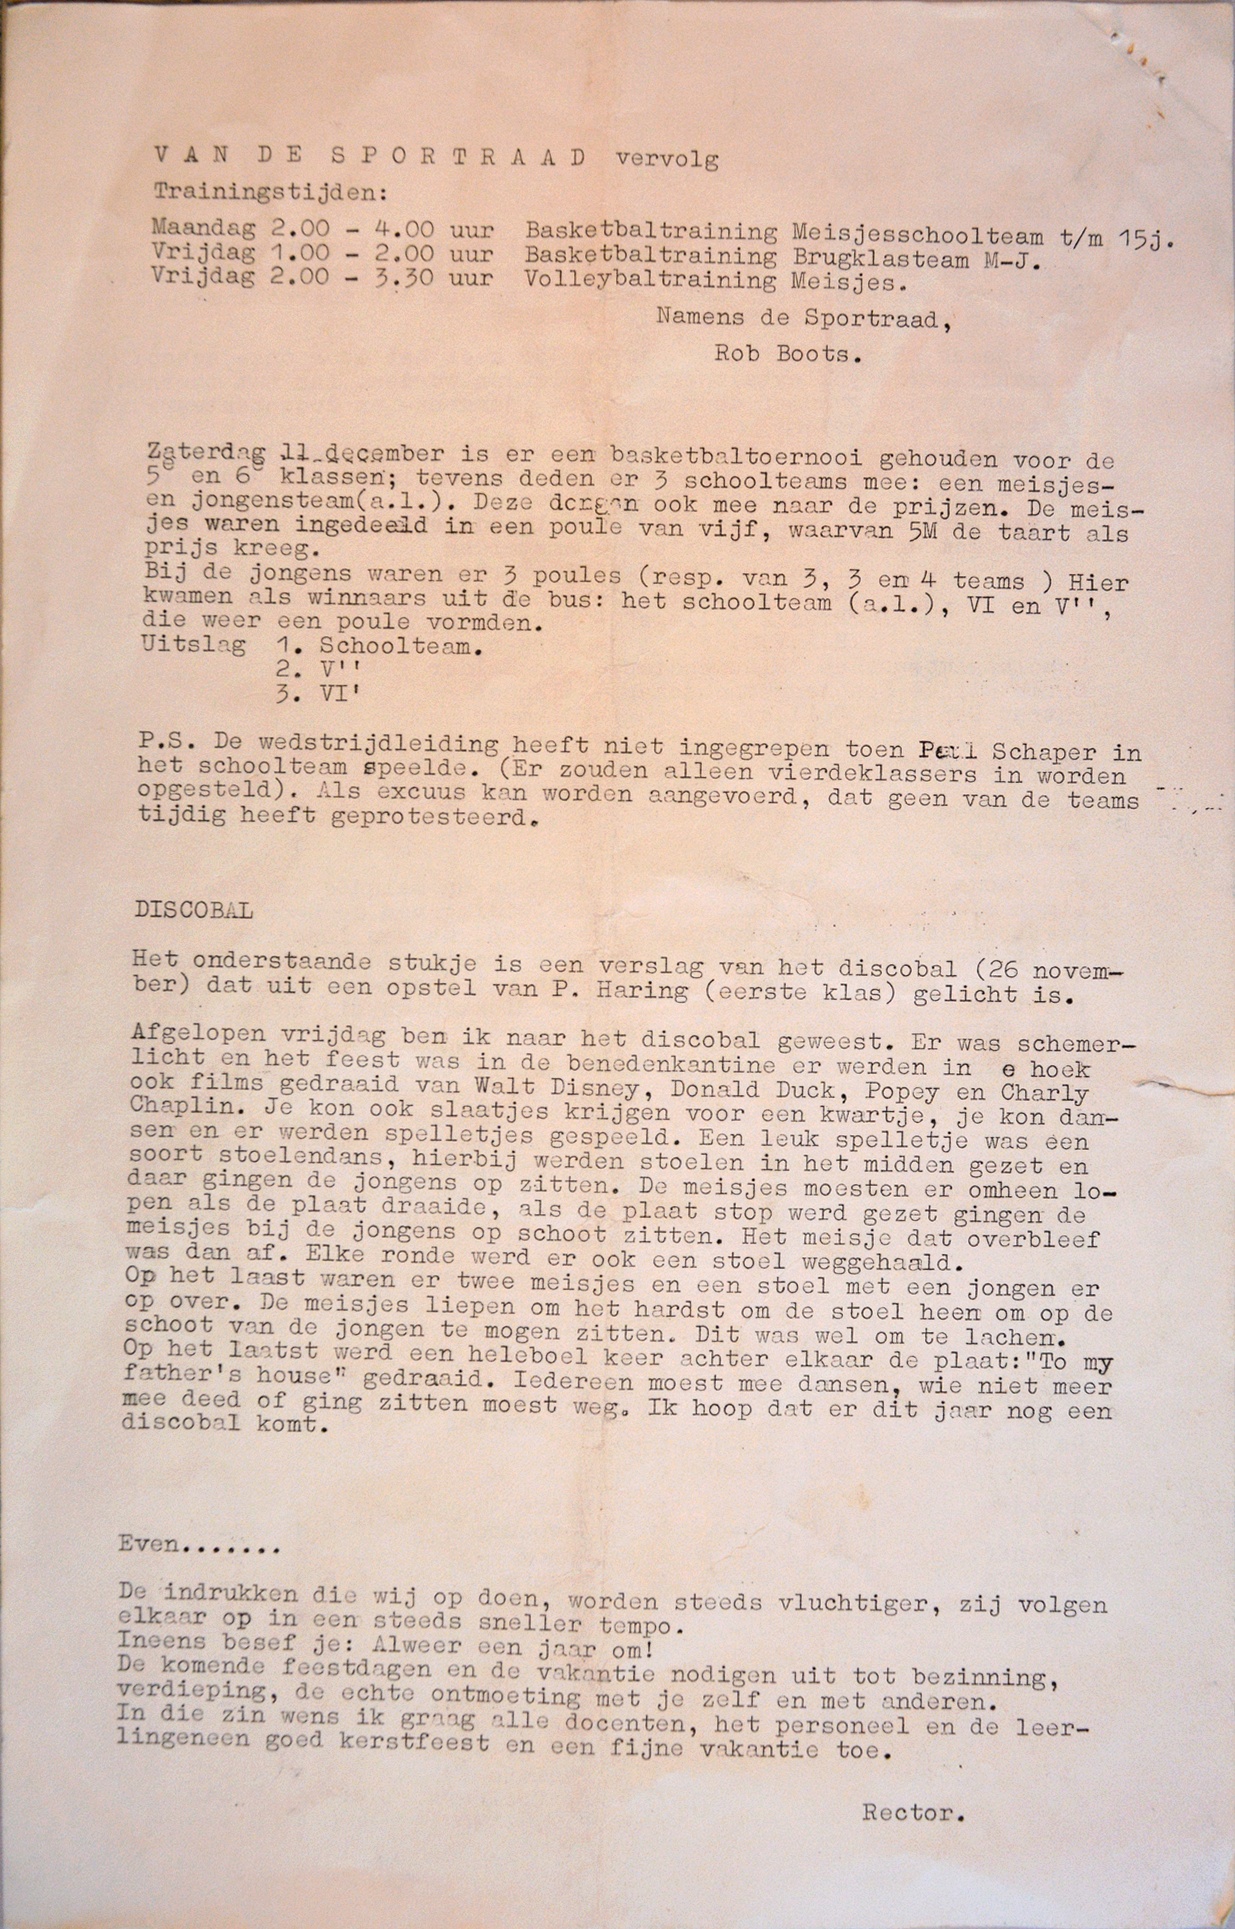 V A N  D E  S P O R T R A A D  vervolg
Trainingstijden:
Maandag 2.00 - 4.00 uur  Basketbaltraining Meisjesschoolteam t/m 15j.
Vrijdag 1.00 - 2.00 uur  Basketbaltraining Brugklasteam M-J.
Vrijdag 2.00 - 3.30 uur  Volleybaltraining Meisjes.
Namens de Sportraad,
Rob Boots.
Zaterdag 11 december is er een basketbaltoernooi gehouden voor de
5e en 6e klassen; tevens deden er 3 schoolteams mee: een meisjes-
en jongensteam(a.l.). Deze dongen ook mee naar de prijzen. De meis-
jes waren ingedeeld in een poule van vijf, waarvan 5M de taart als
prijs kreeg.
Bij de jongens waren er 3 poules (resp. van 3, 3 en 4 teams ) Hier
kwamen als winnaars uit de bus: het schoolteam (a.l.), VI en V'',
die weer een poule vormden.
Uitslag  1. Schoolteam.
2. V''
3. VI'
P.S. De wedstrijdleiding heeft niet ingegrepen toen Paul Schaper in
het schoolteam speelde. (Er zouden alleen vierdeklassers in worden
opgesteld). Als excuus kan worden aangevoerd, dat geen van de teams
tijdig heeft geprotesteerd.
DISCOBAL
Het onderstaande stukje is een verslag van het discobal (26 novem-
ber) dat uit een opstel van P. Haring (eerste klas) gelicht is.
Afgelopen vrijdag ben ik naar het discobal geweest. Er was schemer-
licht en het feest was in de benedenkantine er werden in  e hoek
ook films gedraaid van Walt Disney, Donald Duck, Popey en Charly
Chaplin. Je kon ook slaatjes krijgen voor een kwartje, je kon dan-
sen en er werden spelletjes gespeeld. Een leuk spelletje was een
soort stoelendans, hierbij werden stoelen in het midden gezet en
daar gingen de jongens op zitten. De meisjes moesten er omheen lo-
pen als de plaat draaide, als de plaat stop werd gezet gingen de
meisjes bij de jongens op schoot zitten. Het meisje dat overbleef
was dan af. Elke ronde werd er ook een stoel weggehaald.
Op het laast waren er twee meisjes en een stoel met een jongen er
op over. De meisjes liepen om het hardst om de stoel heen om op de
schoot van de jongen te mogen zitten. Dit was wel om te lachen.
Op het laatst werd een heleboel keer achter elkaar de plaat:"To my
father's house" gedraaid. Iedereen moest mee dansen, wie niet meer
mee deed of ging zitten moest weg. Ik hoop dat er dit jaar nog een
discobal komt.
Even.......
De indrukken die wij op doen, worden steeds vluchtiger, zij volgen
elkaar op in een steeds sneller tempo.
Ineens besef je: Alweer een jaar om!
De komende feestdagen en de vakantie nodigen uit tot bezinning,
verdieping, de echte ontmoeting met je zelf en met anderen.
In die zin wens ik graag alle docenten, het personeel en de leer-
lingeneen goed kerstfeest en een fijne vakantie toe.
Rector.